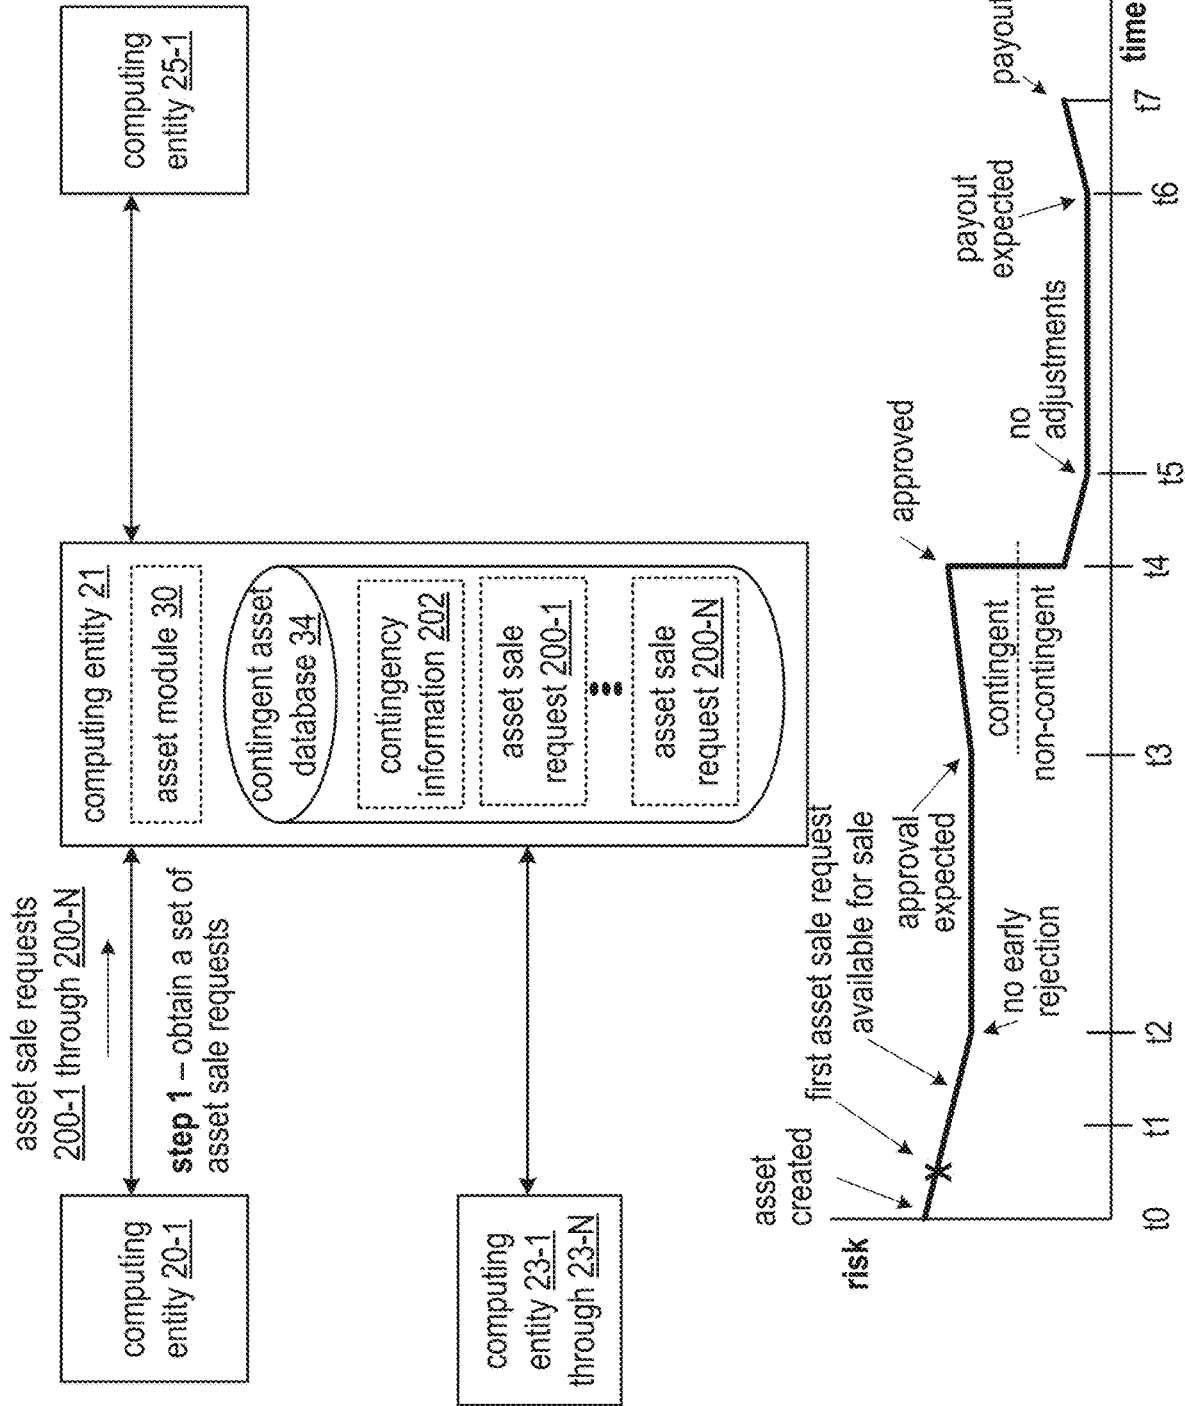 asset sale requests
200-1 through 200-N
step 1 – obtain a set of
asset sale requests
computing
entity 20-1
computing entity 21
asset module 30
contingent asset
database 34
contingency
information 202
asset sale
request 200-1
asset sale
request 200-N
computing
entity 25-1
computing
entity 23-1
through 23-N
risk
asset
created
first asset sale request
available for sale
no early
rejection
approval
expected
contingent
non-contingent
approved
no
adjustments
payout
expected
payout
t0
t1
t2
t3
t4
t5
t6
t7
time